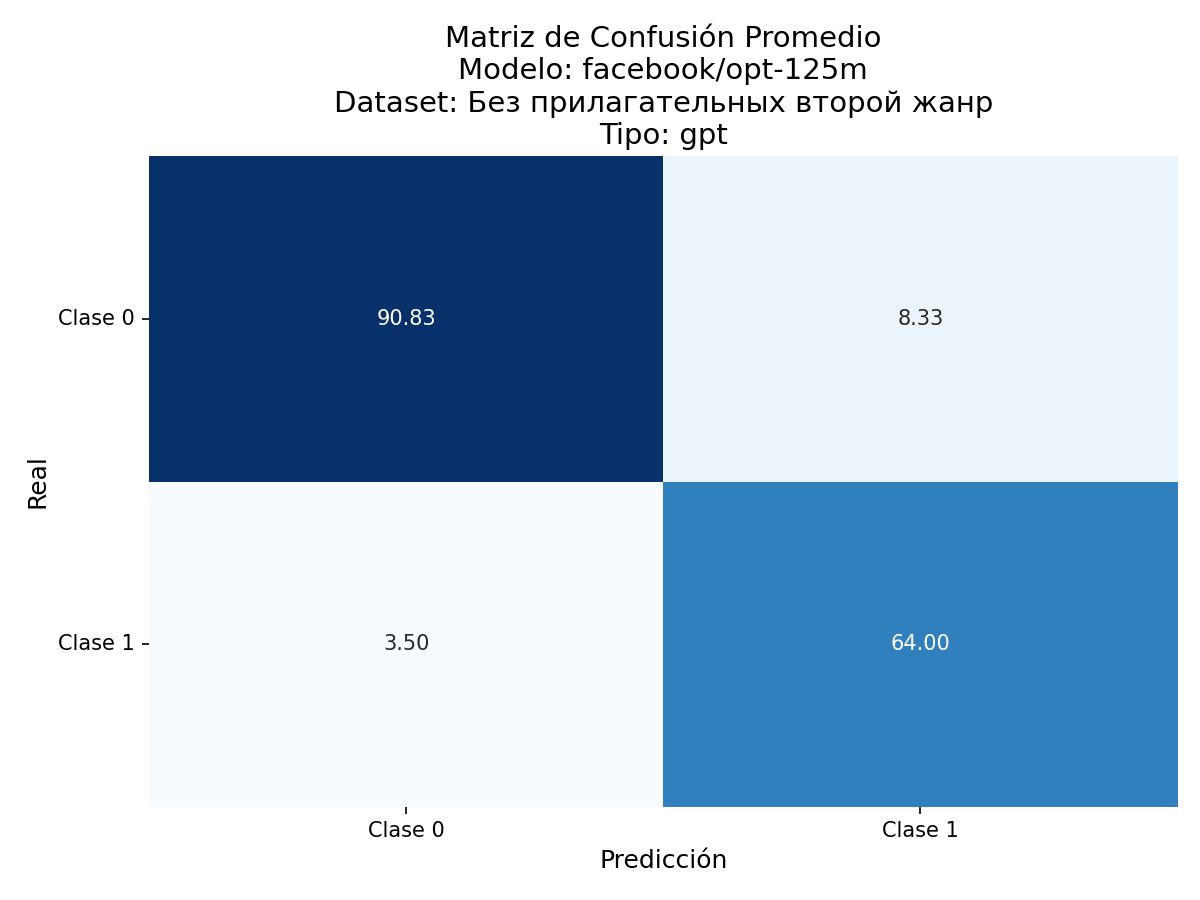 Matriz de Confusión Promedio
Modelo: facebook/opt-125m
Dataset: Без прилагательных второй жанр
Tipo: gpt
Clase 0
90.83
8.33
Real
Clase 1
3.50
64.00
Clase 0
Clase 1
Predicción